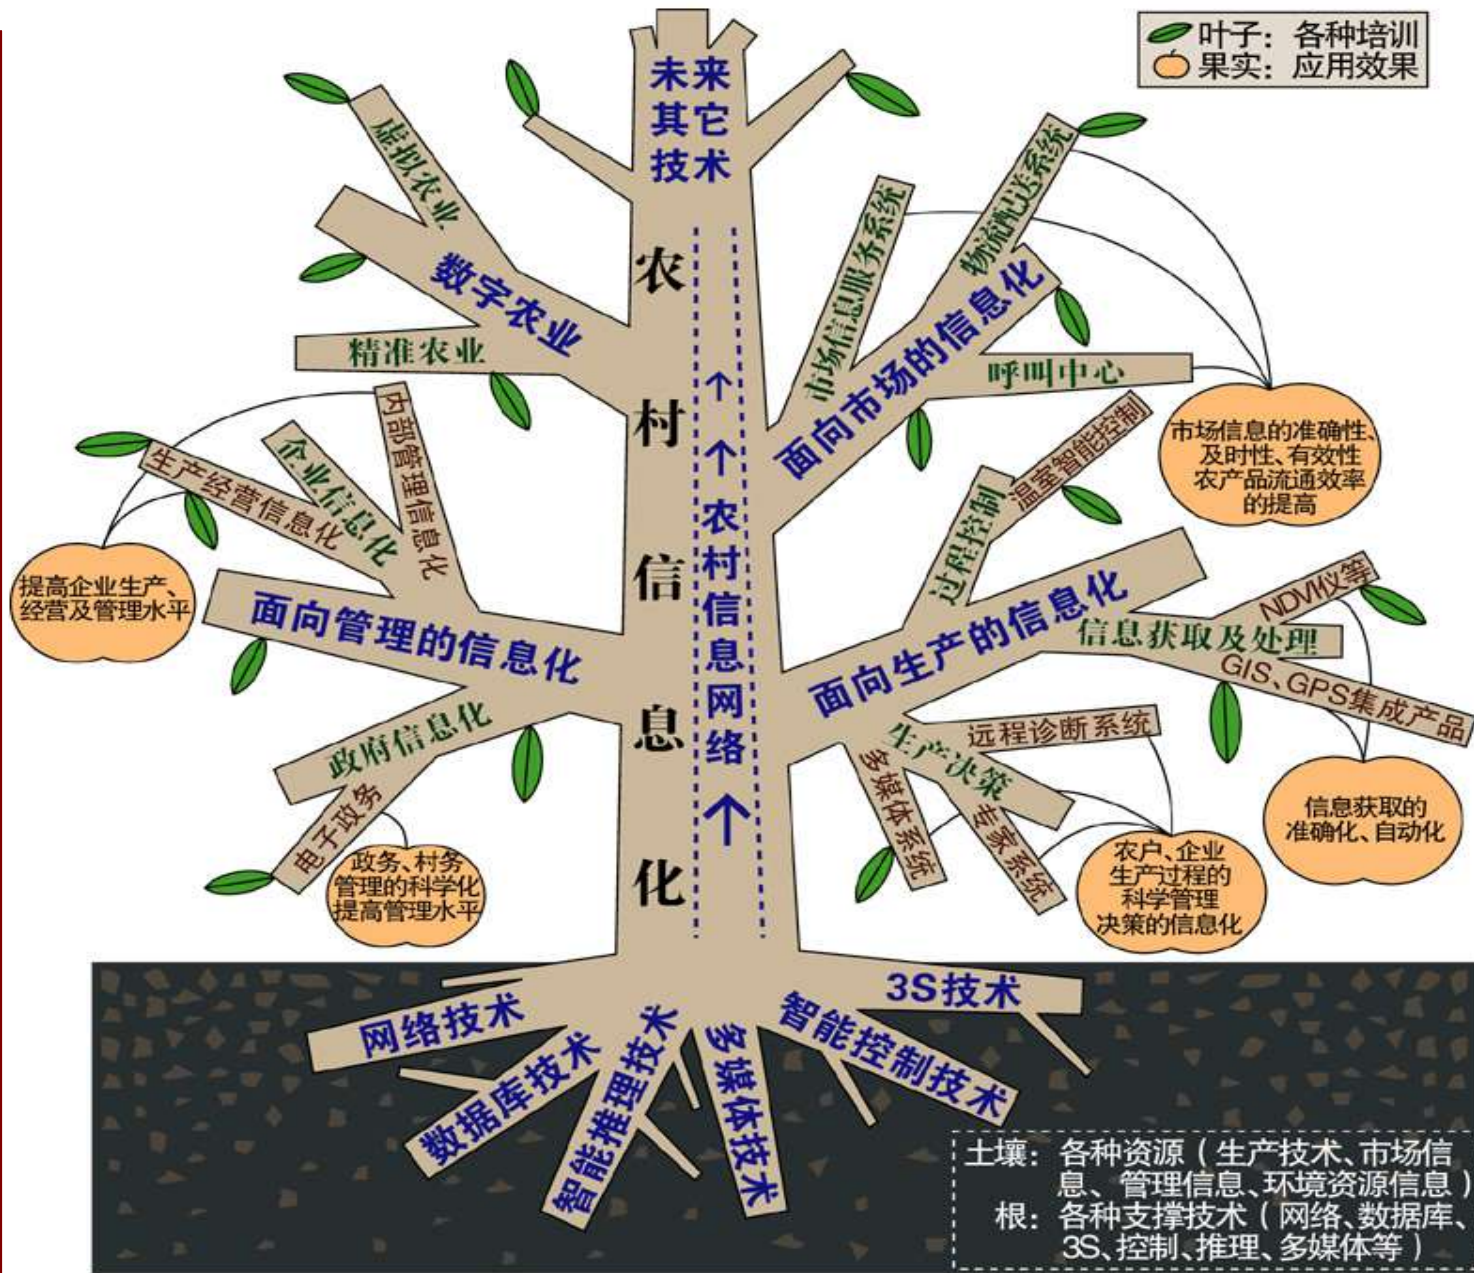 叶子：各种培训
果实：应用效果
未来
其它
技术
农村信息化
农村信息网络
虚拟农业
数字农业
精准农业
市场信息服务系统
物流配送系统
面向市场的信息化
呼叫中心
市场信息的准确性、
及时性、有效性
农产品流通效率
的提高
内部管理信息化
企业信息化
生产经营信息化
提高企业生产、
经营及管理水平
面向管理的信息化
政府信息化
电子政务
政务、村务
管理的科学化
提高管理水平
温室智能控制
过程控制
面向生产的信息化
NDVI仪等
信息获取及处理
GIS、GPS集成产品
信息获取的
准确化、自动化
远程诊断系统
生产决策
多媒体系统
专家系统
农户、企业
生产过程的
科学管理
决策的信息化
网络技术
数据库技术
智能推理技术
多媒体技术
智能控制技术
3S技术
土壤：各种资源（生产技术、市场信
息、管理信息、环境资源信息）
根：各种支撑技术（网络、数据库、
3S、控制、推理、多媒体等）